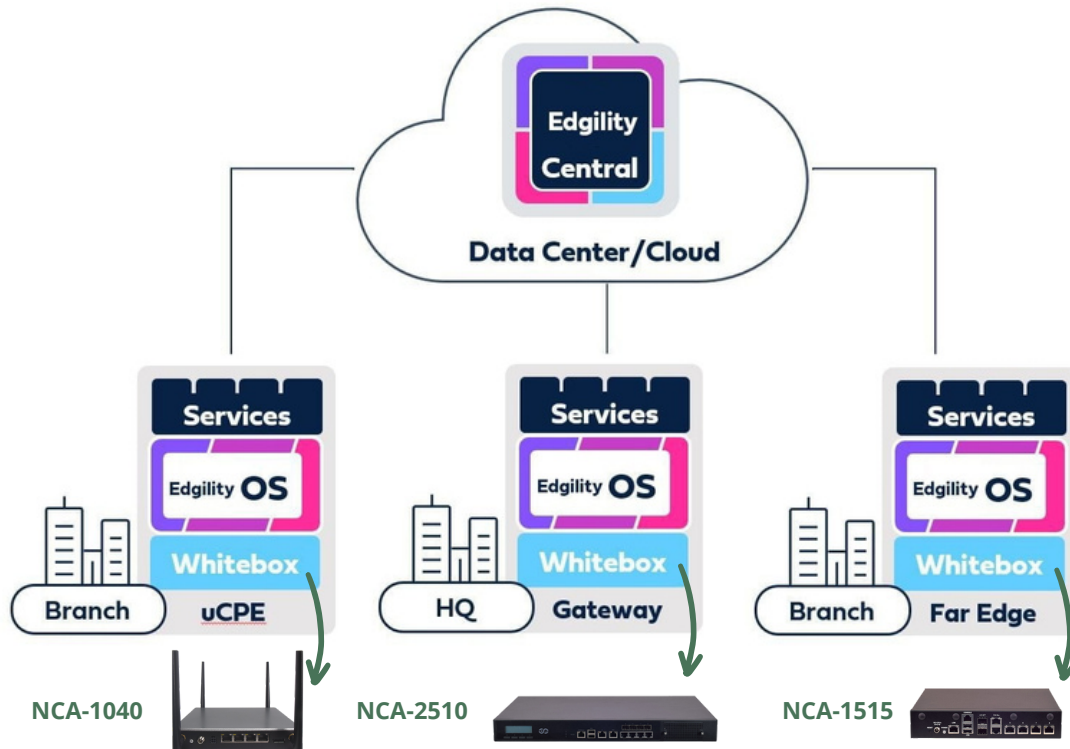 Edgility
Central
Data Center/Cloud
Services
Edgility OS
Whitebox
Branch
uCPE
NCA-1040
Services
Edgility OS
Whitebox
HQ
Gateway
NCA-2510
Services
Edgility OS
Whitebox
Branch
Far Edge
NCA-1515